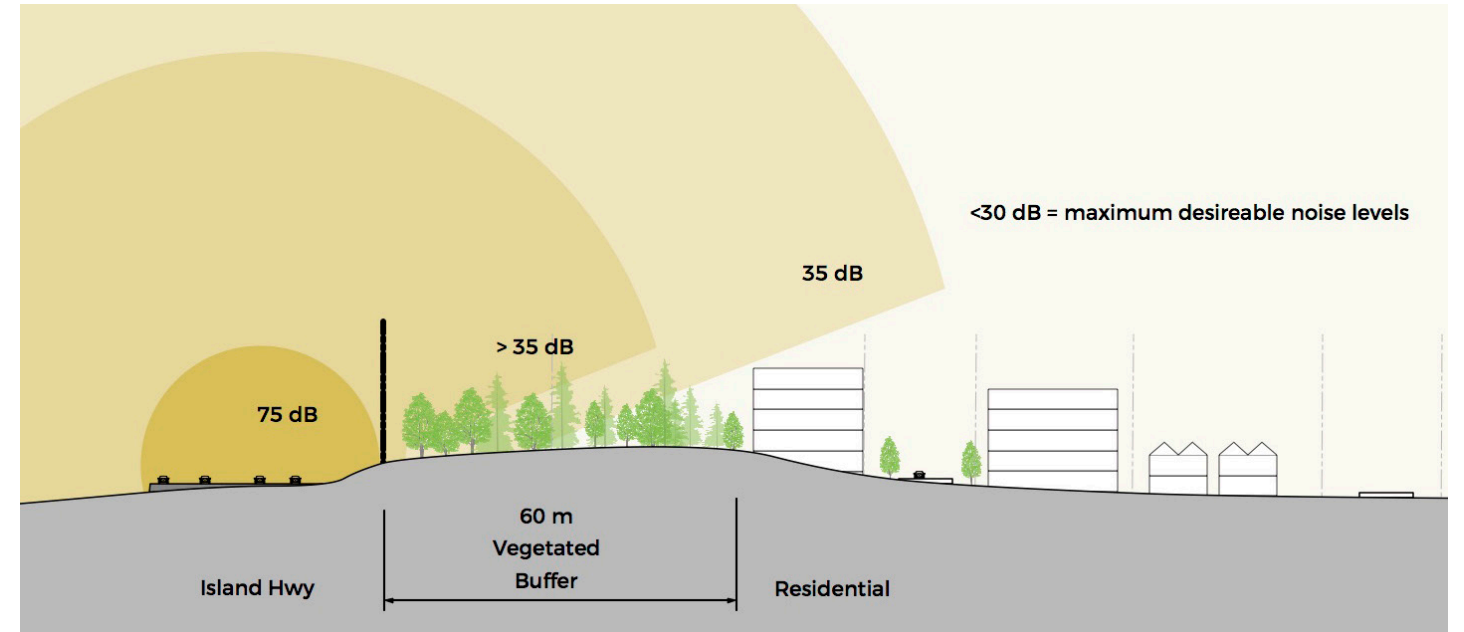 <30 dB = maximum desireable noise levels
35 dB
> 35 dB
75 dB
60 m
Vegetated
Buffer
Island Hwy
Residential